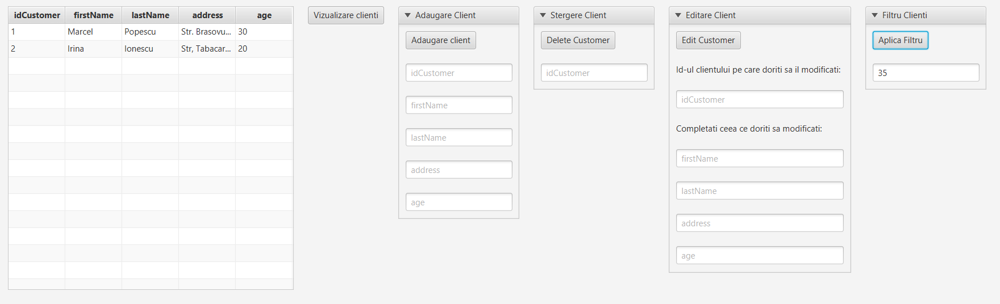 idCustomer firstName lastName address age
1 Marcel Popescu Str. Brasovu... 30
2 Irina Ionescu Str, Tabacar... 20
Vizualizare clienti
Adaugare Client
Adaugare client
idCustomer
firstName
lastName
address
age
Stergere Client
Delete Customer
idCustomer
Editare Client
Edit Customer
Id-ul clientului pe care doriti sa il modificati:
idCustomer
Completati ceea ce doriti sa modificati:
firstName
lastName
address
age
Filtru Clienti
Aplica Filtru
35